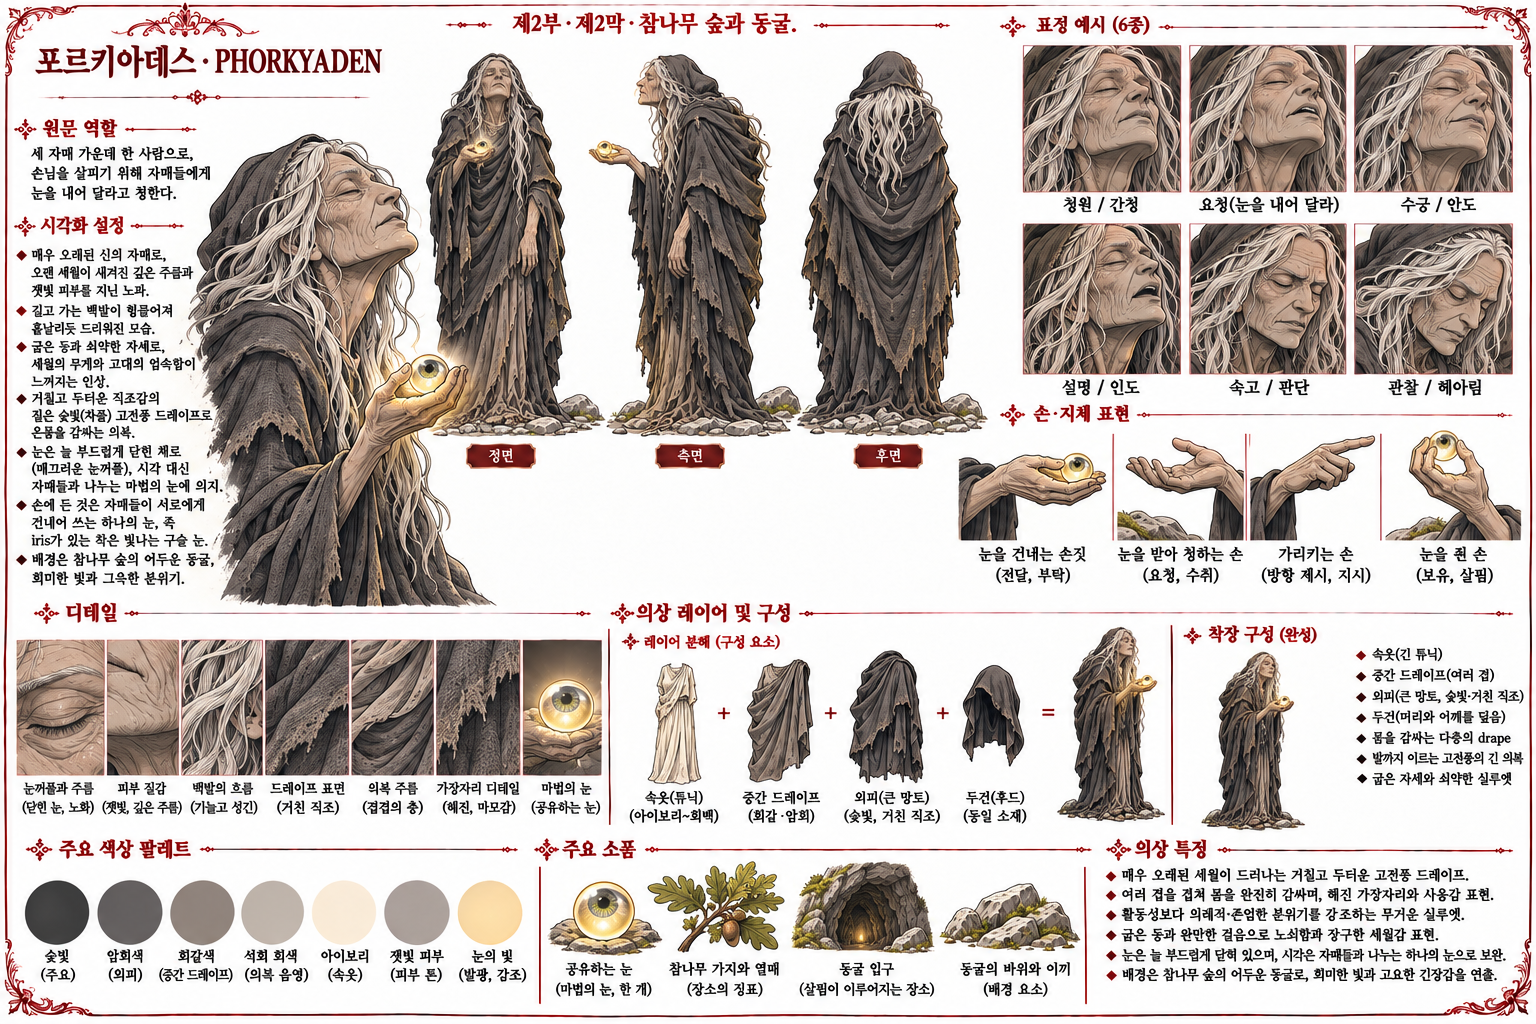 포르키아데스 · PHORKYADEN
제2부 · 제2막 · 참나무 숲과 동굴.
원문 역할
세 자매 가운데 한 사람으로,
손님을 살피기 위해 자매들에게
눈을 내어 달라고 청한다.
시각화 설정
매우 오래된 신의 자매로,
오랜 세월이 새겨진 깊은 주름과
잿빛 피부를 지닌 노파.
길고 가는 백발이 헝클어져
흩날리듯 드리워진 모습.
굽은 등과 쇠약한 자세로,
세월의 무게와 고대의 엄숙함이
느껴지는 인상.
거칠고 두터운 직조감의
짙은 숯빛(차콜) 고전풍 드레이프로
온몸을 감싸는 의복.
눈은 늘 부드럽게 닫힌 채로
(매끄러운 눈꺼풀), 시각 대신
자매들과 나누는 마법의 눈에 의지.
손에 든 것은 자매들이 서로에게
건네어 쓰는 하나의 눈, 즉
iris가 있는 작은 빛나는 구슬 눈.
배경은 참나무 숲의 어두운 동굴,
희미한 빛과 그윽한 분위기.
정면
측면
후면
표정 예시 (6종)
청원 / 간청
요청(눈을 내어 달라)
수긍 / 안도
설명 / 인도
속고 / 판단
관찰 / 헤아림
손·지체 표현
눈을 건네는 손짓
(전달, 부탁)
눈을 받아 청하는 손
(요청, 수취)
가리키는 손
(방향 제시, 지시)
눈을 쥔 손
(보유, 살핌)
디테일
눈꺼풀과 주름
(닫힌 눈, 노화)
피부 질감
(잿빛, 깊은 주름)
백발의 흐름
(가늘고 성긴)
드레이프 표면
(거친 직조)
의복 주름
(겹겹의 층)
가장자리 디테일
(해진, 마모감)
마법의 눈
(공유하는 눈)
의상 레이어 및 구성
레이어 분해 (구성 요소)
+
+
+
=
속옷(튜닉)
(아이보리~회백)
중간 드레이프
(회갈·암회)
외피(큰 망토)
(숯빛, 거친 직조)
두건(후드)
(동일 소재)
착장 구성 (완성)
속옷(긴 튜닉)
중간 드레이프(여러 겹)
외피(큰 망토, 숯빛·거친 직조)
두건(머리와 어깨를 덮음)
몸을 감싸는 다층의 drape
발까지 이르는 고전풍의 긴 의복
굽은 자세와 쇠약한 실루엣
주요 색상 팔레트
숯빛
(주요)
암회색
(외피)
회갈색
(중간 드레이프)
석회 회색
(의복 음영)
아이보리
(속옷)
잿빛 피부
(피부 톤)
눈의 빛
(발광, 강조)
주요 소품
공유하는 눈
(마법의 눈, 한 개)
참나무 가지와 열매
(장소의 징표)
동굴 입구
(살핌이 이루어지는 장소)
동굴의 바위와 이끼
(배경 요소)
의상 특징
매우 오래된 세월이 드러나는 거칠고 두터운 고전풍 드레이프.
여러 겹을 겹쳐 몸을 완전히 감싸며, 해진 가장자리와 사용감 표현.
활동성보다 의례적·존엄한 분위기를 강조하는 무거운 실루엣.
굽은 등과 완만한 걸음으로 노쇠함과 장구한 세월감 표현.
눈은 늘 부드럽게 닫혀 있으며, 시각은 자매들과 나누는 하나의 눈으로 보완.
배경은 참나무 숲의 어두운 동굴로, 희미한 빛과 고요한 긴장감을 연출.